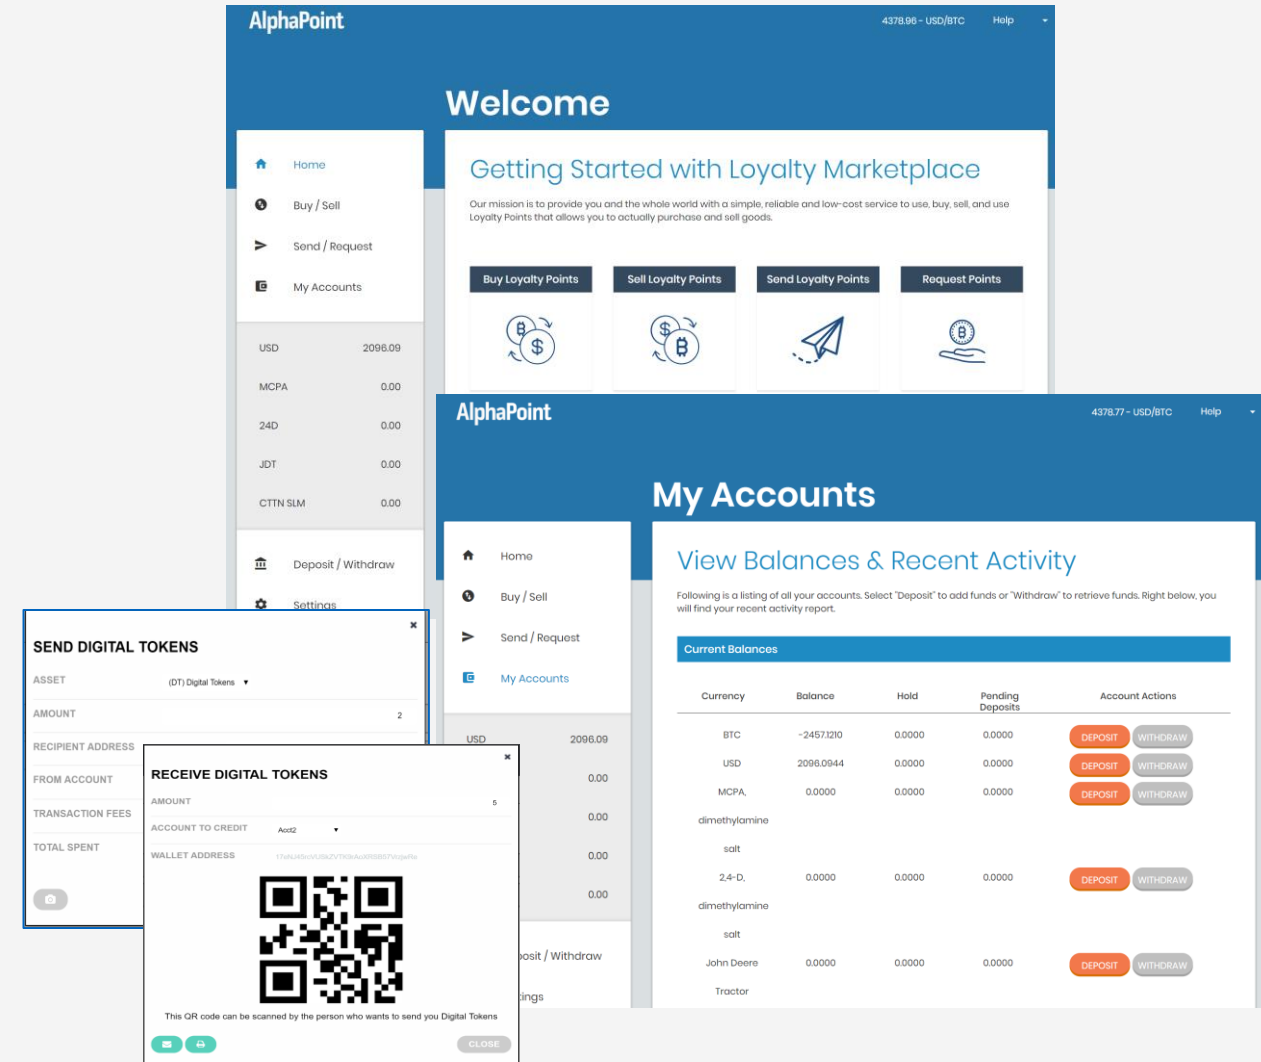 AlphaPoint
4378.96 - USD/BTC Help
Welcome
Home
Buy / Sell
Send / Request
My Accounts
USD 2096.09
MCPA 0.00
24D 0.00
JDT 0.00
CTTN SLM 0.00
Deposit / Withdraw
Settings
Getting Started with Loyalty Marketplace
Our mission is to provide you and the whole world with a simple, reliable and low-cost service to use, buy, sell, and use
Loyalty Points that allows you to actually purchase and sell goods.
Buy Loyalty Points Sell Loyalty Points Send Loyalty Points Request Points
AlphaPoint
4378.77 - USD/BTC Help
My Accounts
Home
Buy / Sell
Send / Request
My Accounts
USD 2096.09
0.00
0.00
0.00
0.00
posit / Withdraw
tings
View Balances & Recent Activity
Following is a listing of all your accounts. Select "Deposit" to add funds or "Withdraw" to retrieve funds. Right below, you
will find your recent activity report.
Current Balances
Currency Balance Hold Pending Deposits Account Actions
BTC -2457.1210 0.0000 0.0000 DEPOSIT WITHDRAW
USD 2096.0944 0.0000 0.0000 DEPOSIT WITHDRAW
MCPA, 0.0000 0.0000 0.0000 DEPOSIT WITHDRAW
dimethylamine
salt
2,4-D, 0.0000 0.0000 0.0000 DEPOSIT WITHDRAW
dimethylamine
salt
John Deere 0.0000 0.0000 0.0000 DEPOSIT WITHDRAW
Tractor
SEND DIGITAL TOKENS
ASSET (DT) Digital Tokens
AMOUNT 2
RECIPIENT ADDRESS
FROM ACCOUNT
TRANSACTION FEES
TOTAL SPENT
RECEIVE DIGITAL TOKENS
AMOUNT 5
ACCOUNT TO CREDIT Acct2
WALLET ADDRESS
This QR code can be scanned by the person who wants to send you Digital Tokens
CLOSE